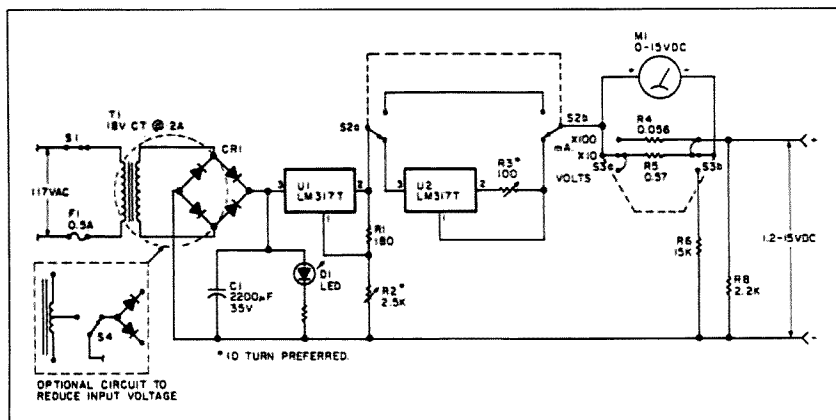 M1
0-15VDC
T1
18V CT @ 2A
S1
CR1
S2a
S2b
R3*
100
R4
0.056
X100
mA
X10
R5
0.57
S3a
S3b
VOLTS
117VAC
F1
0.5A
3
U1
LM317T
2
1
3
U2
LM317T
2
1
R1
180
R6
15K
1.2-15VDC
C1
2200µF
35V
D1
LED
R2*
2.5K
R8
2.2K
S4
* 10 TURN PREFERRED.
OPTIONAL CIRCUIT TO
REDUCE INPUT VOLTAGE
+
-
+
-